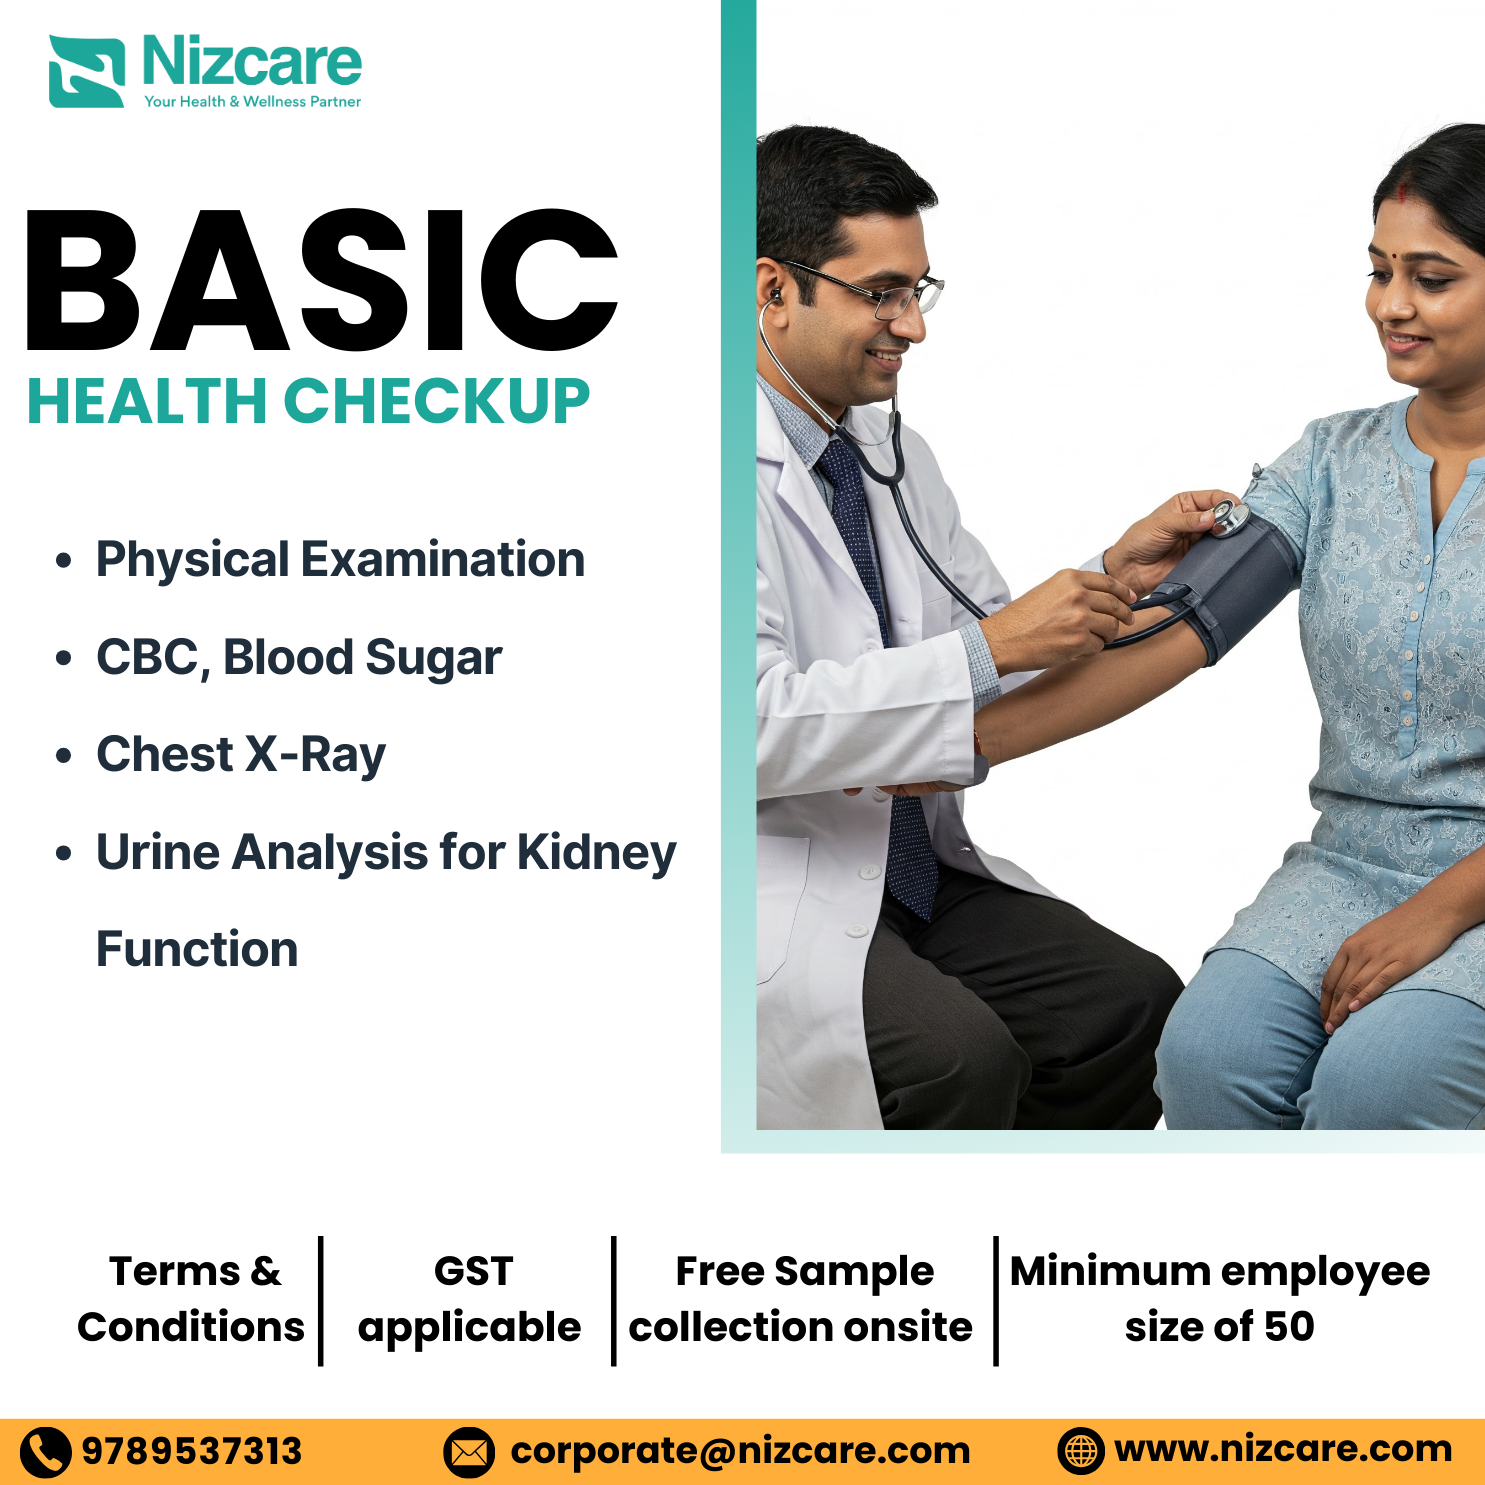 Nizcare
Your Health & Wellness Partner
BASIC
HEALTH CHECKUP
• Physical Examination
• CBC, Blood Sugar
• Chest X-Ray
• Urine Analysis for Kidney
Function
Terms &
Conditions
GST
applicable
Free Sample
collection onsite
Minimum employee
size of 50
9789537313
corporate@nizcare.com
www.nizcare.com